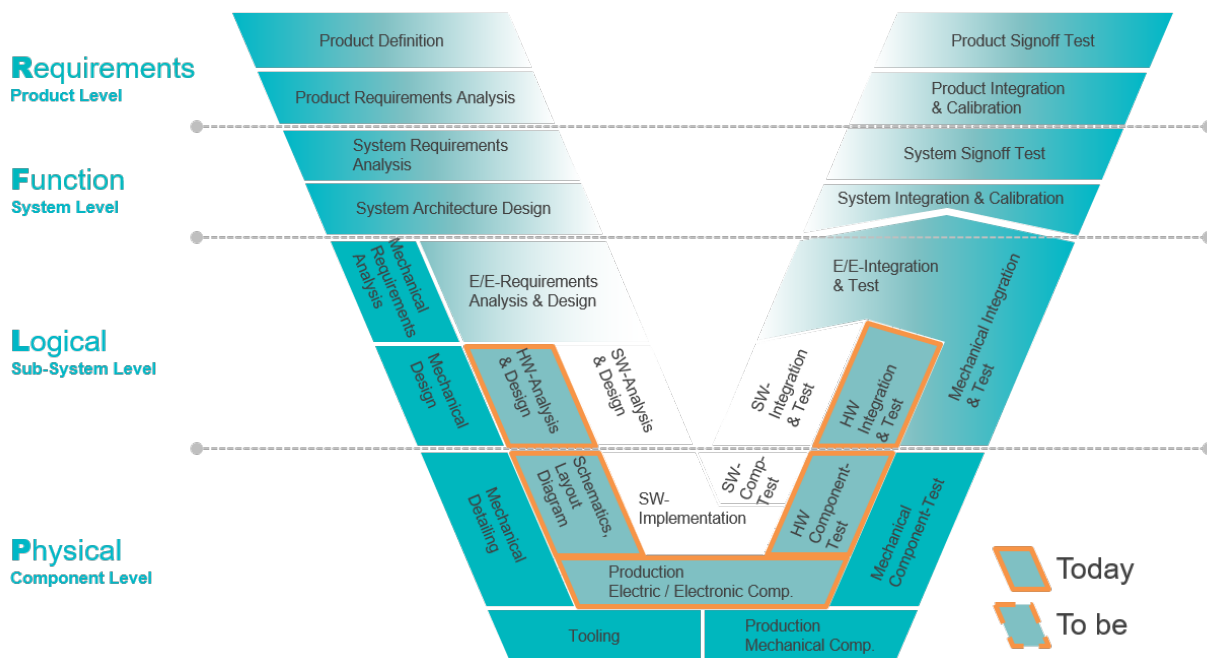 Requirements
Product Level
Function
System Level
Logical
Sub-System Level
Physical
Component Level
Product Definition
Product Requirements Analysis
System Requirements
Analysis
System Architecture Design
Mechanical
Requirements
Analysis
E/E-Requirements
Analysis & Design
Mechanical
Design
HW-Analysis
& Design
SW-Analysis
& Design
Mechanical
Detailing
Schematics,
Layout
Diagram
SW-
Implementation
Production
Electric / Electronic Comp.
Tooling
Production
Mechanical Comp.
SW-
Comp-
Test
HW
Component-
Test
Mechanical
Component-Test
SW-
Integration
& Test
HW
Integration
& Test
Mechanical Integration
& Test
E/E-Integration
& Test
System Integration & Calibration
System Signoff Test
Product Integration
& Calibration
Product Signoff Test
Today
To be